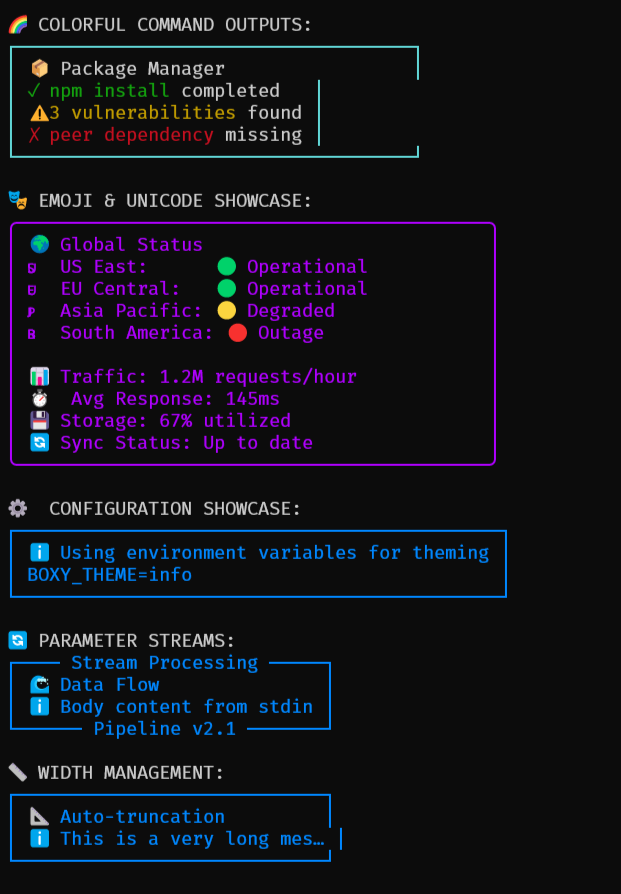 🌈 COLORFUL COMMAND OUTPUTS:
📦 Package Manager
✓ npm install completed
⚠️3 vulnerabilities found
✗ peer dependency missing
🎭 EMOJI & UNICODE SHOWCASE:
🌍 Global Status
US East: 🟢 Operational
EU Central: 🟢 Operational
Asia Pacific: 🟡 Degraded
South America: 🔴 Outage
📊 Traffic: 1.2M requests/hour
⏱️ Avg Response: 145ms
💾 Storage: 67% utilized
🔄 Sync Status: Up to date
⚙️ CONFIGURATION SHOWCASE:
ℹ️ Using environment variables for theming
BOXY_THEME=info
🔄 PARAMETER STREAMS:
Stream Processing
🌊 Data Flow
ℹ️ Body content from stdin
Pipeline v2.1
📏 WIDTH MANAGEMENT:
📐 Auto-truncation
ℹ️ This is a very long mes…